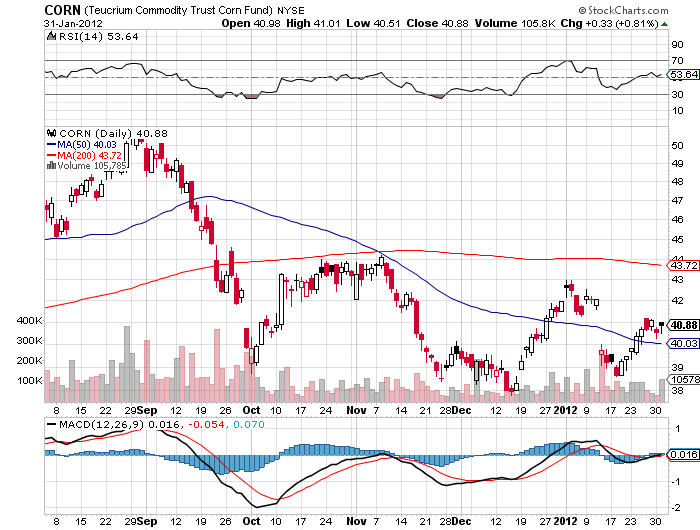 CORN (Teucrium Commodity Trust Corn Fund) NYSE © StockCharts.com
31-Jan-2012 Open 40.98 High 41.01 Low 40.51 Close 40.88 Volume 105.8K Chg +0.33 (+0.81%)
RSI(14) 53.64
90
70
53.64
30
10
CORN (Daily) 40.88
MA(50) 40.03
MA(200) 43.72
Volume 105,785
50
49
48
47
46
45
44
43.72
43
42
41
40.88
40.03
39
38
400K
300K
200K
100K
10578
8 15 22 29 Sep 12 19 26 Oct 10 17 24 Nov 7 14 21 28 Dec 12 19 27 2012 9 17 23 30
MACD(12,26,9) 0.016, -0.054, 0.070
1
0.016
-1
-2
8 15 22 29 Sep 12 19 26 Oct 10 17 24 Nov 7 14 21 28 Dec 12 19 27 2012 9 17 23 30